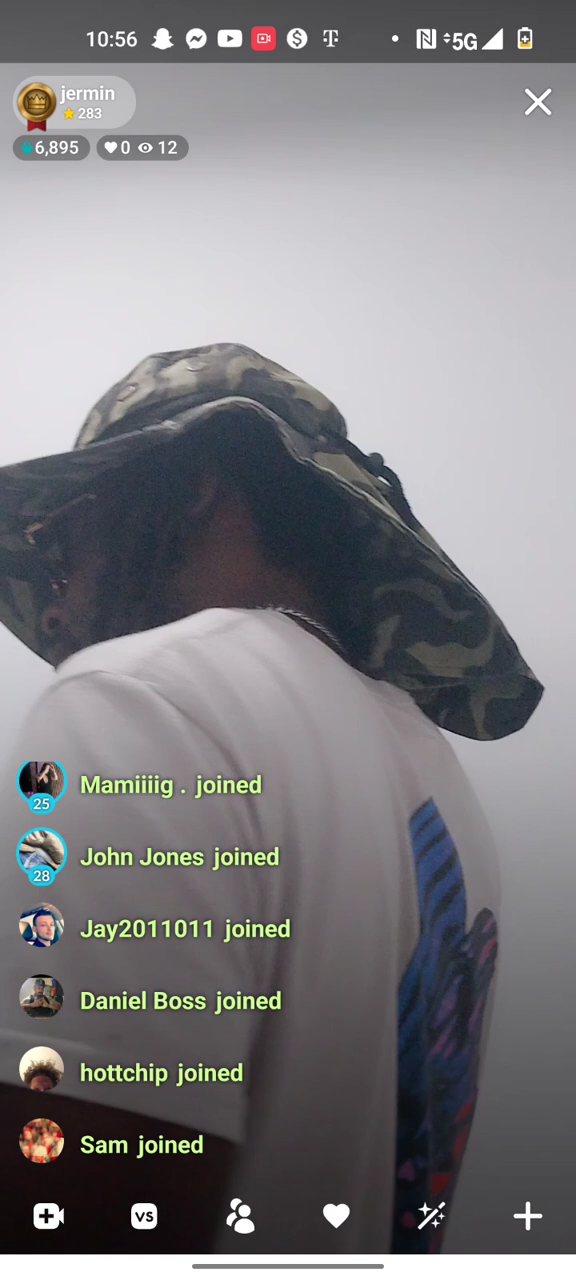 10:56
5G
jermin
283
6,895 0 12
Mamiiiig . joined
25
John Jones joined
28
Jay2011011 joined
Daniel Boss joined
hottchip joined
Sam joined
VS